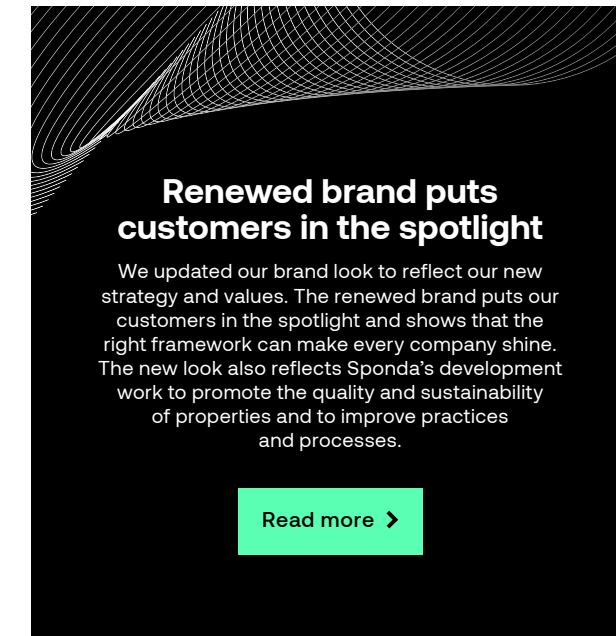 Renewed brand puts
customers in the spotlight
We updated our brand look to reflect our new
strategy and values. The renewed brand puts our
customers in the spotlight and shows that the
right framework can make every company shine.
The new look also reflects Sponda’s development
work to promote the quality and sustainability
of properties and to improve practices
and processes.
Read more